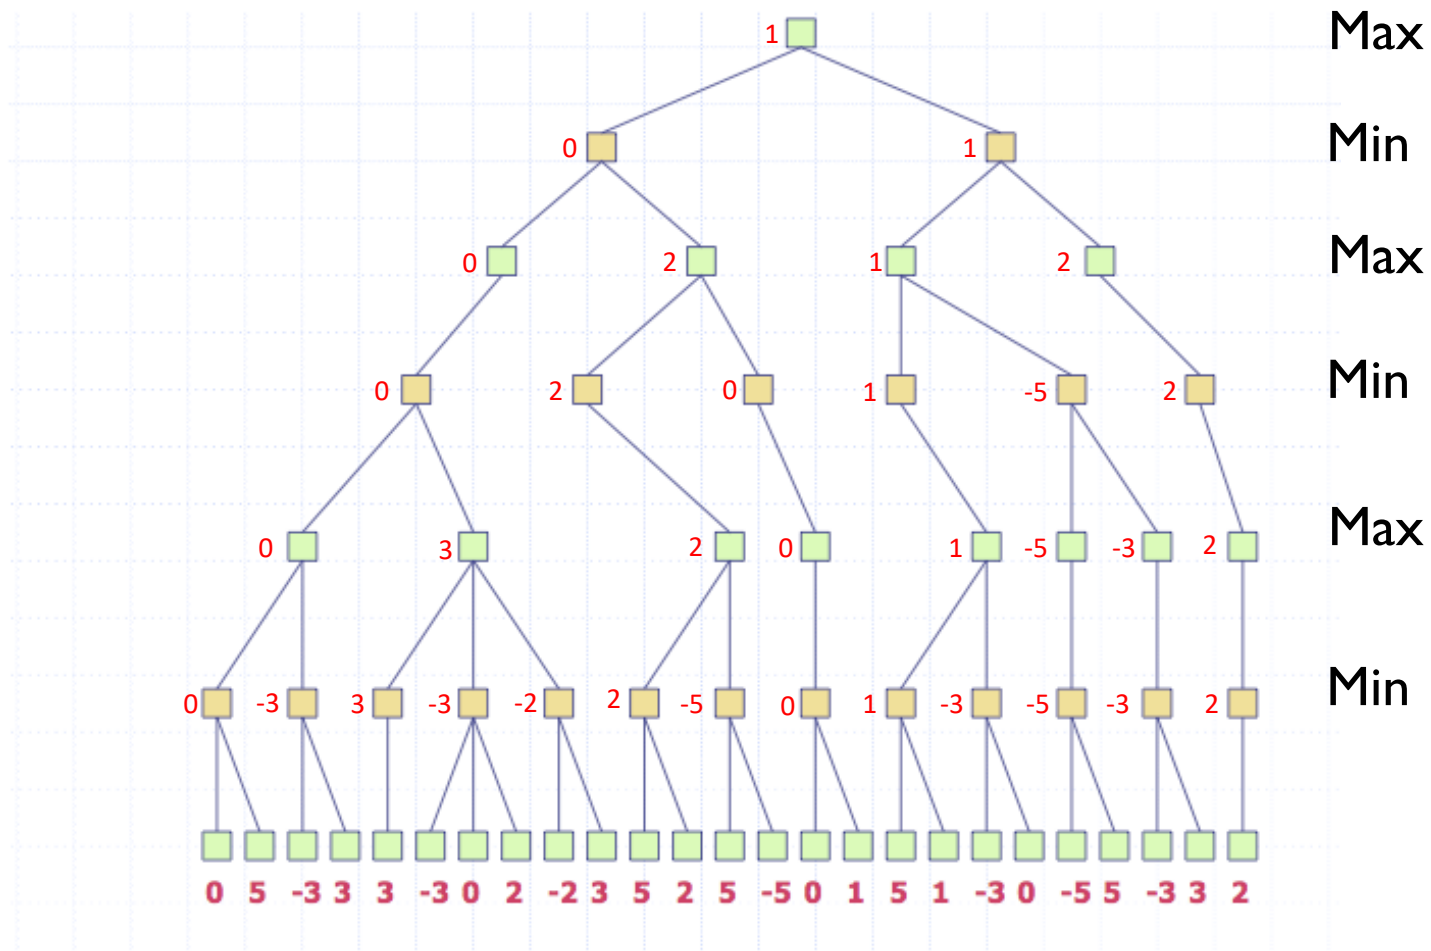 1 Max
0 1 Min
0 2 1 2 Max
0 2 0 1 -5 2 Min
0 3 2 0 1 -5 -3 2 Max
0 -3 3 -3 -2 2 -5 0 1 -3 -5 -3 2 Min
0 5 -3 3 3 -3 0 2 -2 3 5 2 5 -5 0 1 5 1 -3 0 -5 5 -3 3 2